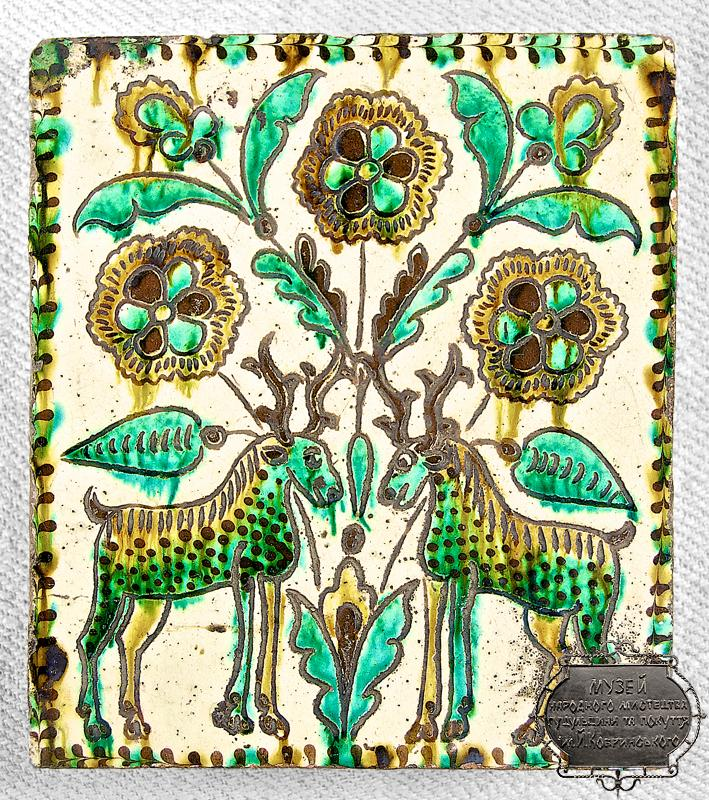 МУЗЕЙ
НАРОДНОГО МИСТЕЦТВА
ГУЦУЛЬЩИНИ ТА ПОКУТТЯ
ім.Й.КОБРИНСЬКОГО